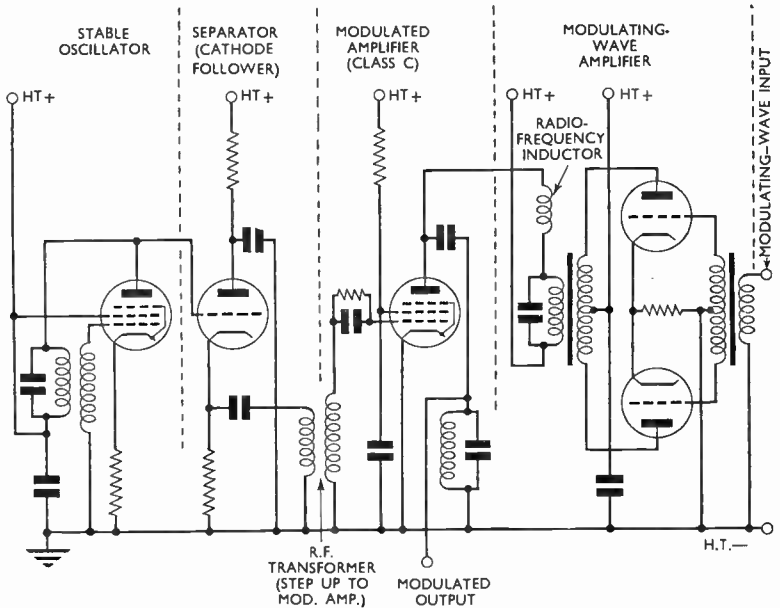 STABLE
OSCILLATOR
SEPARATOR
(CATHODE
FOLLOWER)
MODULATED
AMPLIFIER
(CLASS C)
MODULATING-
WAVE
AMPLIFIER
MODULATING-WAVE INPUT
HT+
HT+
HT+
HT+
HT+
RADIO-
FREQUENCY
INDUCTOR
R.F.
TRANSFORMER
(STEP UP TO
MOD. AMP.)
MODULATED
OUTPUT
H.T.—